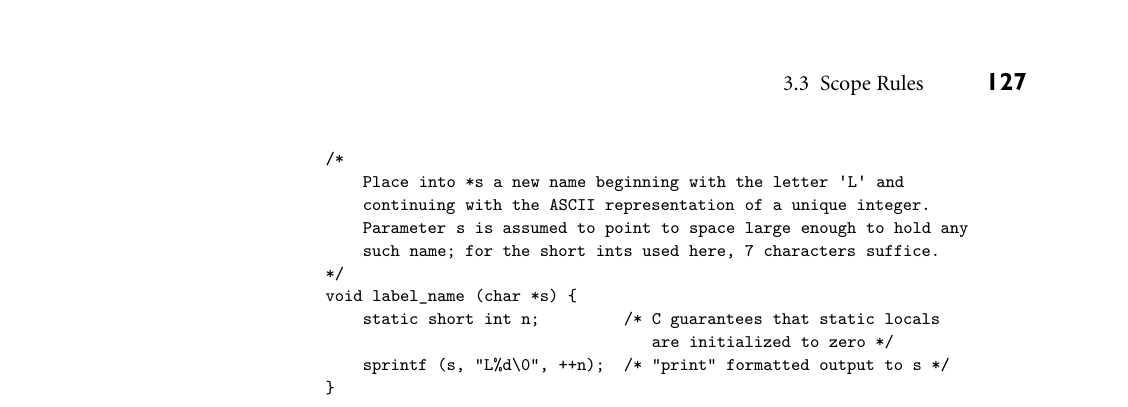 3.3 Scope Rules 127
/*
    Place into *s a new name beginning with the letter 'L' and
    continuing with the ASCII representation of a unique integer.
    Parameter s is assumed to point to space large enough to hold any
    such name; for the short ints used here, 7 characters suffice.
*/
void label_name (char *s) {
    static short int n;         /* C guarantees that static locals
                                   are initialized to zero */
    sprintf (s, "L%d\0", ++n);  /* "print" formatted output to s */
}